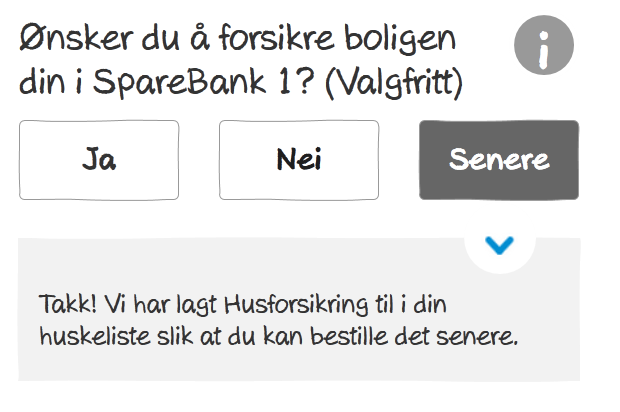 Ønsker du å forsikre boligen
din i SpareBank 1? (Valgfritt)
i
Ja
Nei
Senere
Takk! Vi har lagt Husforsikring til i din
huskeliste slik at du kan bestille det senere.